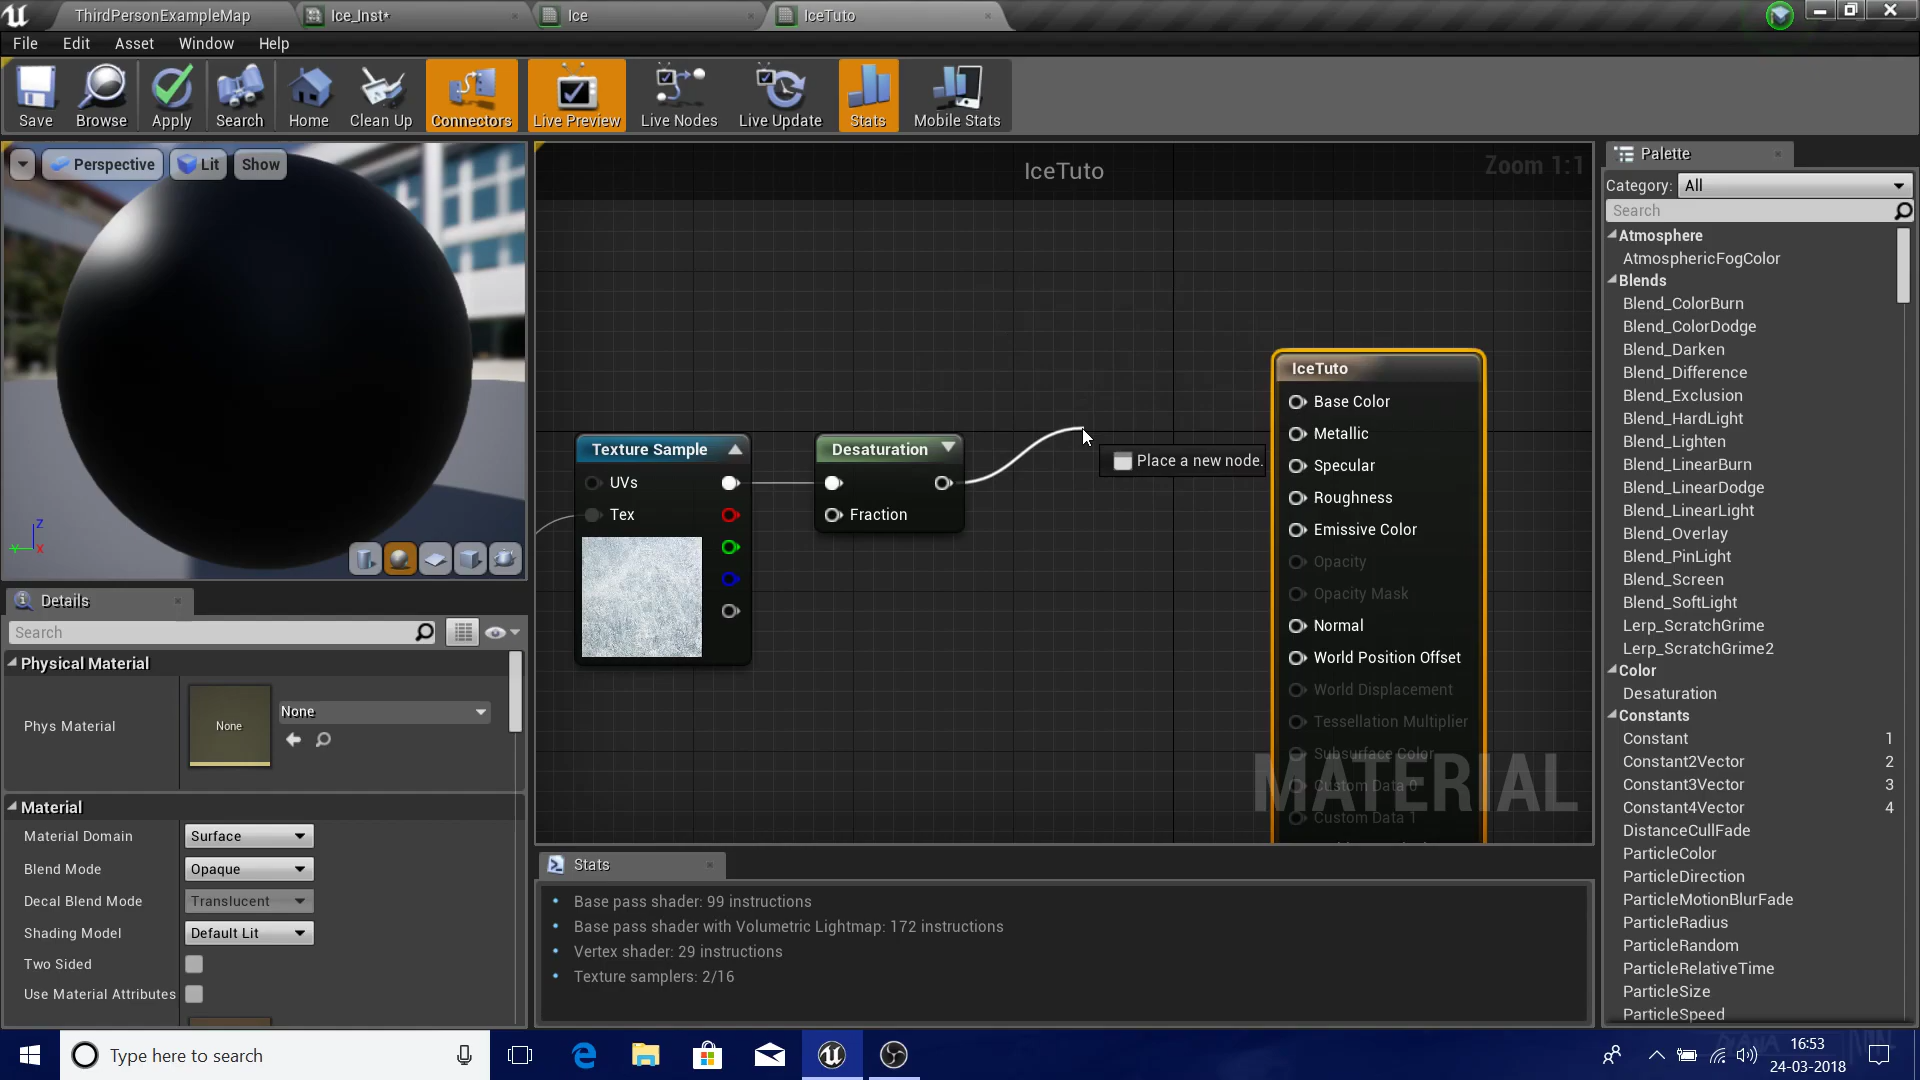 ThirdPersonExampleMap
Ice_Inst*
Ice
IceTuto
File Edit Asset Window Help
Save
Browse
Apply
Search
Home
Clean Up
Connectors
Live Preview
Live Nodes
Live Update
Stats
Mobile Stats
Perspective
Lit
Show
Z
Y
X
IceTuto
Zoom 1:1
Texture Sample
UVs
Tex
Desaturation
Fraction
Place a new node.
IceTuto
Base Color
Metallic
Specular
Roughness
Emissive Color
Opacity
Opacity Mask
Normal
World Position Offset
World Displacement
Tessellation Multiplier
Subsurface Color
Custom Data 0
Custom Data 1
MATERIAL
Details
Search
Physical Material
Phys Material
None
None
Material
Material Domain
Surface
Blend Mode
Opaque
Decal Blend Mode
Translucent
Shading Model
Default Lit
Two Sided
Use Material Attributes
Stats
Base pass shader: 99 instructions
Base pass shader with Volumetric Lightmap: 172 instructions
Vertex shader: 29 instructions
Texture samplers: 2/16
Palette
Category: All
Search
Atmosphere
AtmosphericFogColor
Blends
Blend_ColorBurn
Blend_ColorDodge
Blend_Darken
Blend_Difference
Blend_Exclusion
Blend_HardLight
Blend_Lighten
Blend_LinearBurn
Blend_LinearDodge
Blend_LinearLight
Blend_Overlay
Blend_PinLight
Blend_Screen
Blend_SoftLight
Lerp_ScratchGrime
Lerp_ScratchGrime2
Color
Desaturation
Constants
Constant 1
Constant2Vector 2
Constant3Vector 3
Constant4Vector 4
DistanceCullFade
ParticleColor
ParticleDirection
ParticleMotionBlurFade
ParticleRadius
ParticleRandom
ParticleRelativeTime
ParticleSize
ParticleSpeed
Type here to search
16:53
24-03-2018